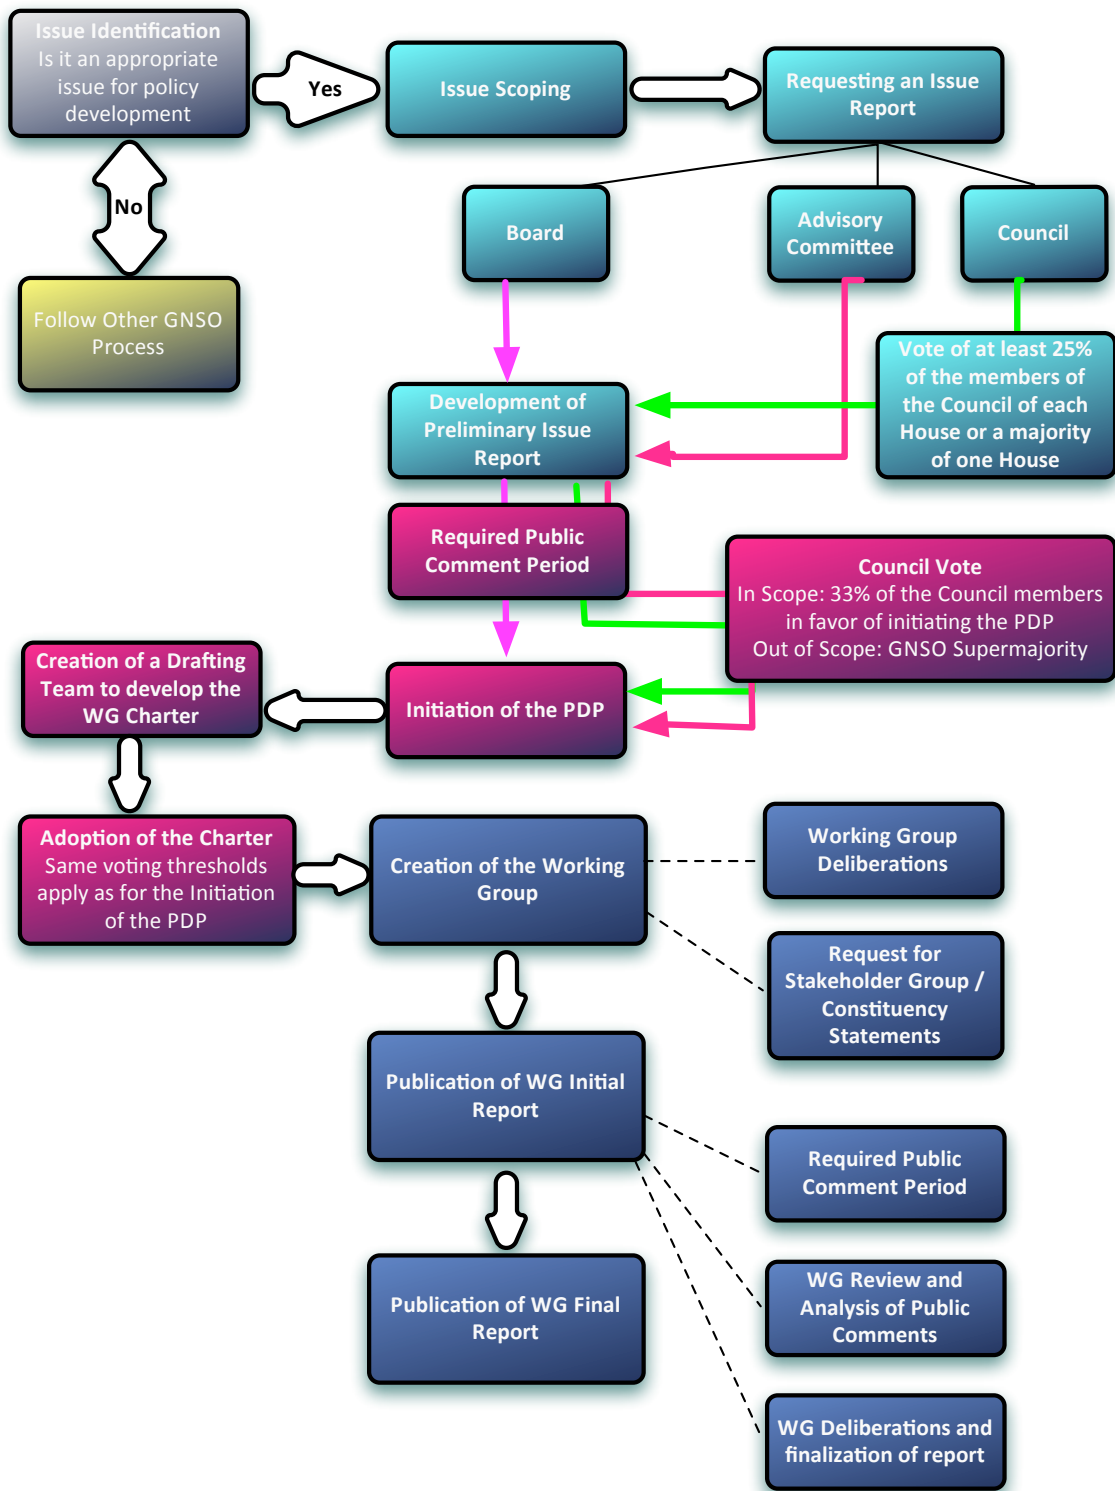 Issue Identification
Is it an appropriate
issue for policy
development
Yes
Issue Scoping
Requesting an Issue
Report
No
Board
Advisory
Committee
Council
Follow Other GNSO
Process
Vote of at least 25%
of the members of
the Council of each
House or a majority
of one House
Development of
Preliminary Issue
Report
Required Public
Comment Period
Council Vote
In Scope: 33% of the Council members
in favor of initiating the PDP
Out of Scope: GNSO Supermajority
Creation of a Drafting
Team to develop the
WG Charter
Initiation of the PDP
Adoption of the Charter
Same voting thresholds
apply as for the Initiation
of the PDP
Creation of the Working
Group
Working Group
Deliberations
Request for
Stakeholder Group /
Constituency
Statements
Publication of WG Initial
Report
Required Public
Comment Period
WG Review and
Analysis of Public
Comments
Publication of WG Final
Report
WG Deliberations and
finalization of report